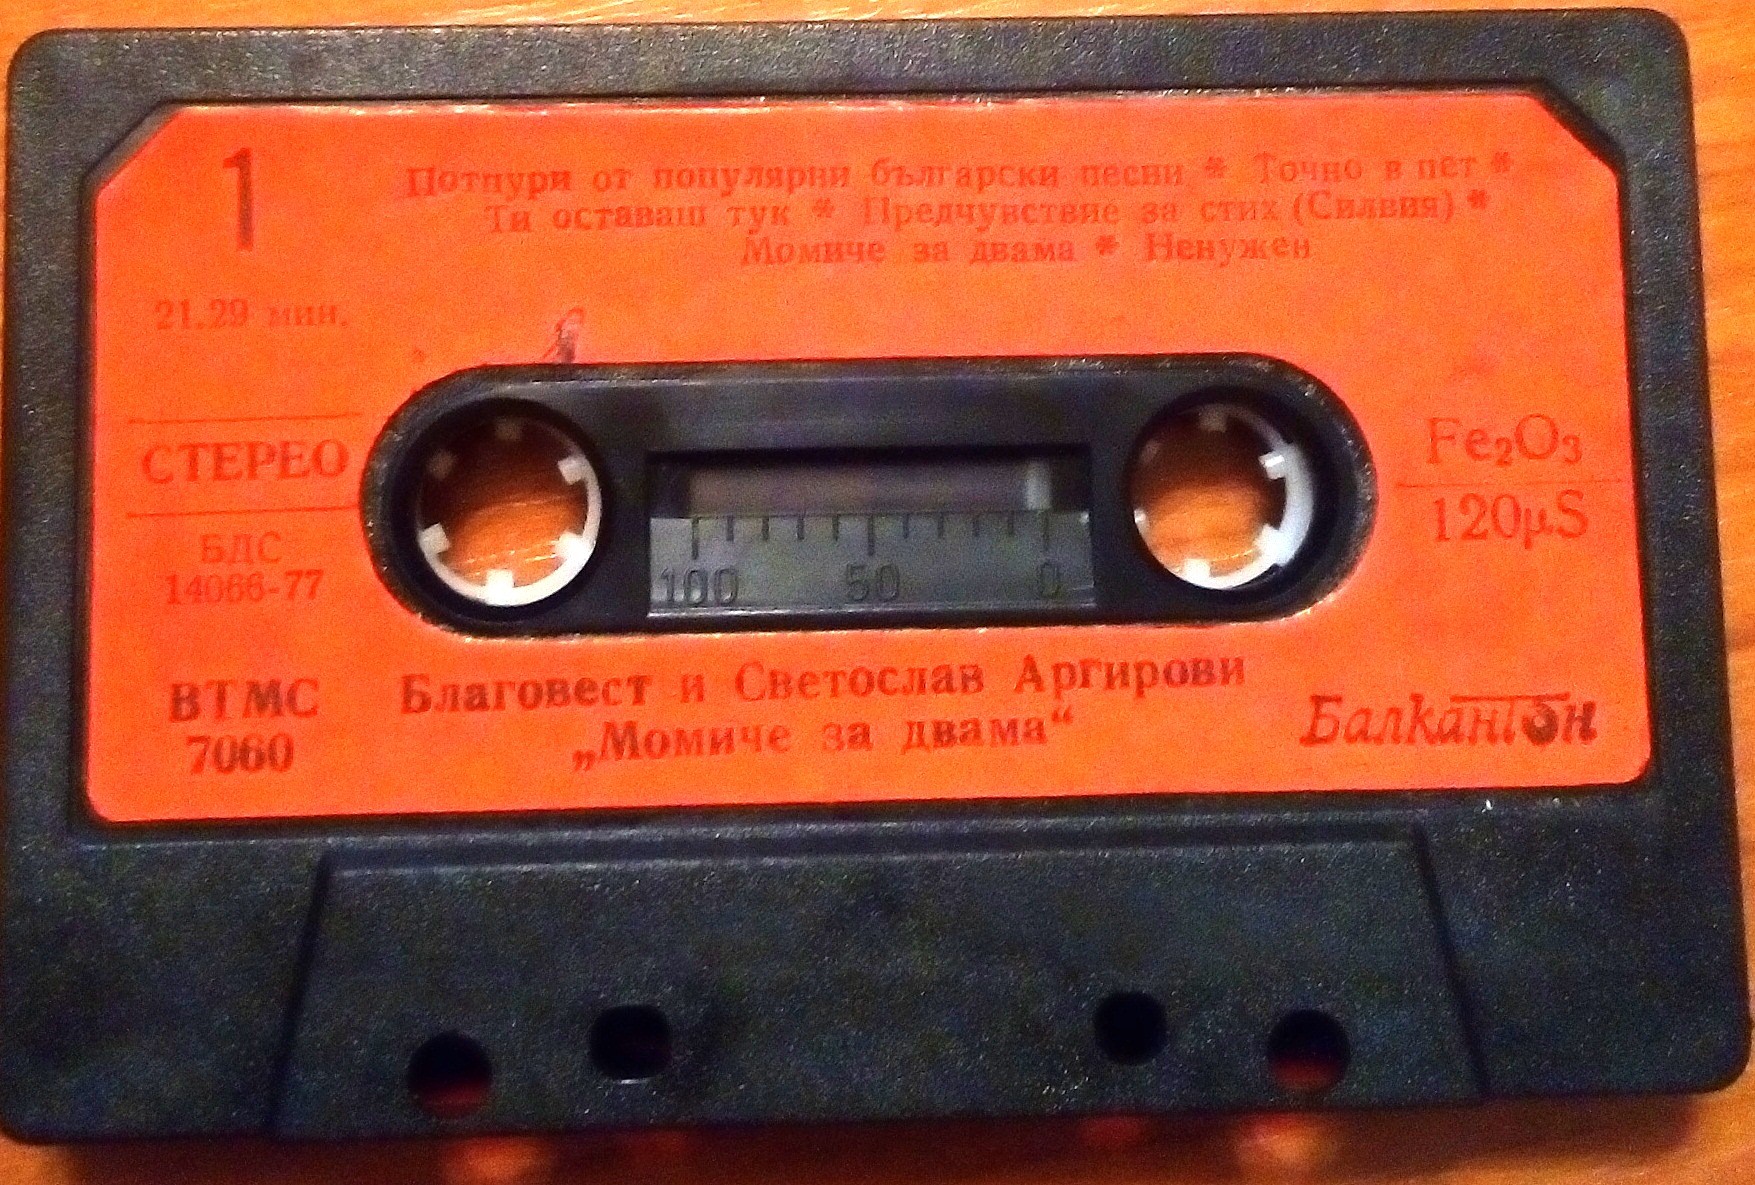 1
Потпури от популярни български песни * Точно в пет *
Ти оставаш тук * Предчувствие за стих (Силвия) *
Момиче за двама * Ненужен
21.29 мин.
СТЕРЕО
БДС
14066-77
Fe₂O₃
120μS
100 50 0
ВТМС
7060
Благовест и Светослав Аргирови
„Момиче за двама“
Балкантон